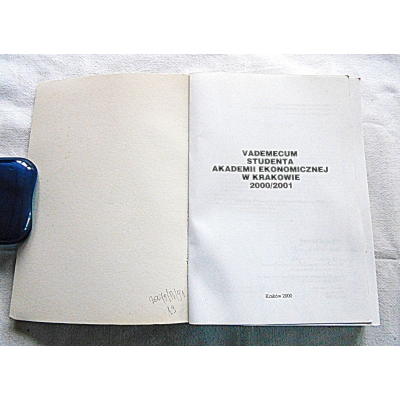 VADEMECUM
STUDENTA
AKADEMII EKONOMICZNEJ
W KRAKOWIE
2000/2001
Kraków 2000